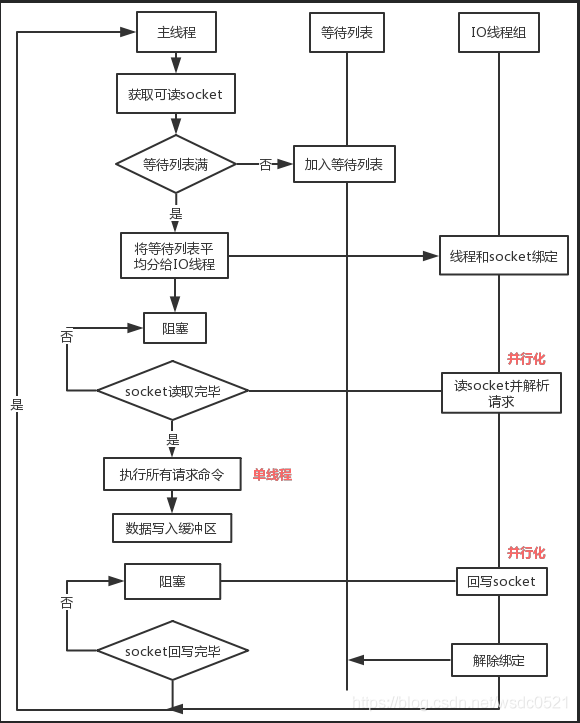 主线程
等待列表
IO线程组
获取可读socket
等待列表满
否
加入等待列表
是
将等待列表平
均分给IO线程
线程和socket绑定
阻塞
否
并行化
socket读取完毕
读socket并解析
请求
是
是
执行所有请求命令
单线程
数据写入缓冲区
并行化
阻塞
回写socket
否
socket回写完毕
解除绑定
https://blog.csdn.net/wsdc0521